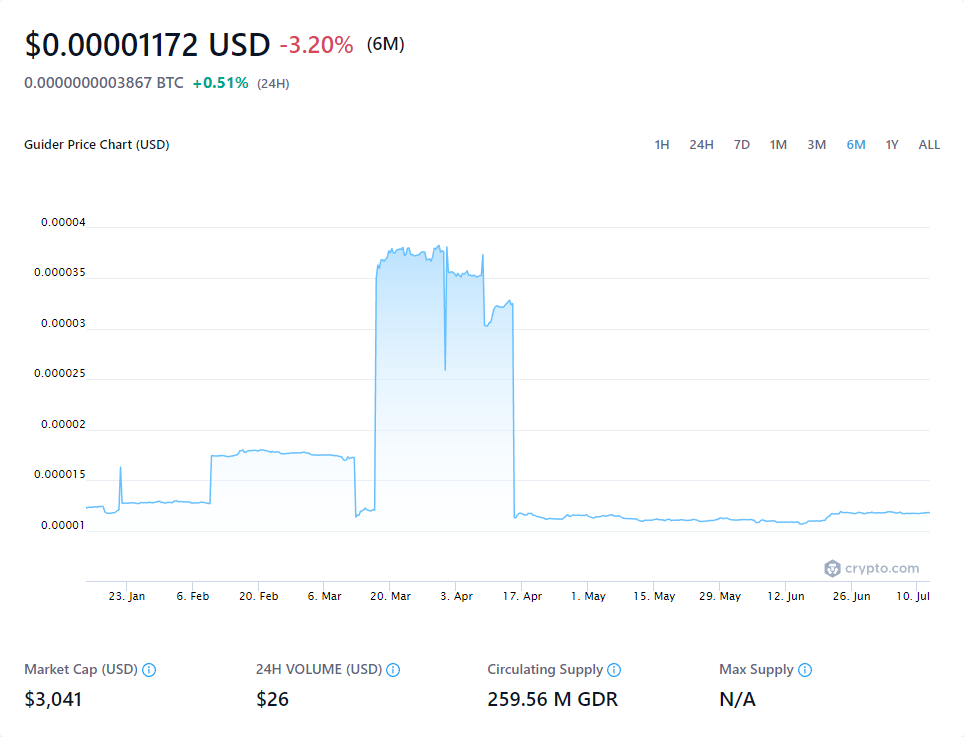 $0.00001172 USD -3.20% (6M)
0.0000000003867 BTC +0.51% (24H)
Guider Price Chart (USD) 1H 24H 7D 1M 3M 6M 1Y ALL
0.00004
0.000035
0.00003
0.000025
0.00002
0.000015
0.00001
crypto.com
23. Jan 6. Feb 20. Feb 6. Mar 20. Mar 3. Apr 17. Apr 1. May 15. May 29. May 12. Jun 26. Jun 10. Jul
Market Cap (USD) 24H VOLUME (USD) Circulating Supply Max Supply
$3,041 $26 259.56 M GDR N/A